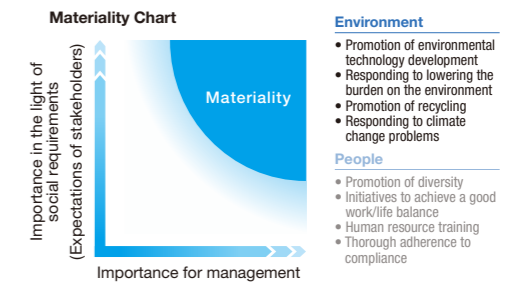 Materiality Chart
Importance in the light of
social requirements
(Expectations of stakeholders)
Materiality
Importance for management
Environment
• Promotion of environmental
technology development
• Responding to lowering the
burden on the environment
• Promotion of recycling
• Responding to climate
change problems
People
• Promotion of diversity
• Initiatives to achieve a good
work/life balance
• Human resource training
• Thorough adherence to
compliance